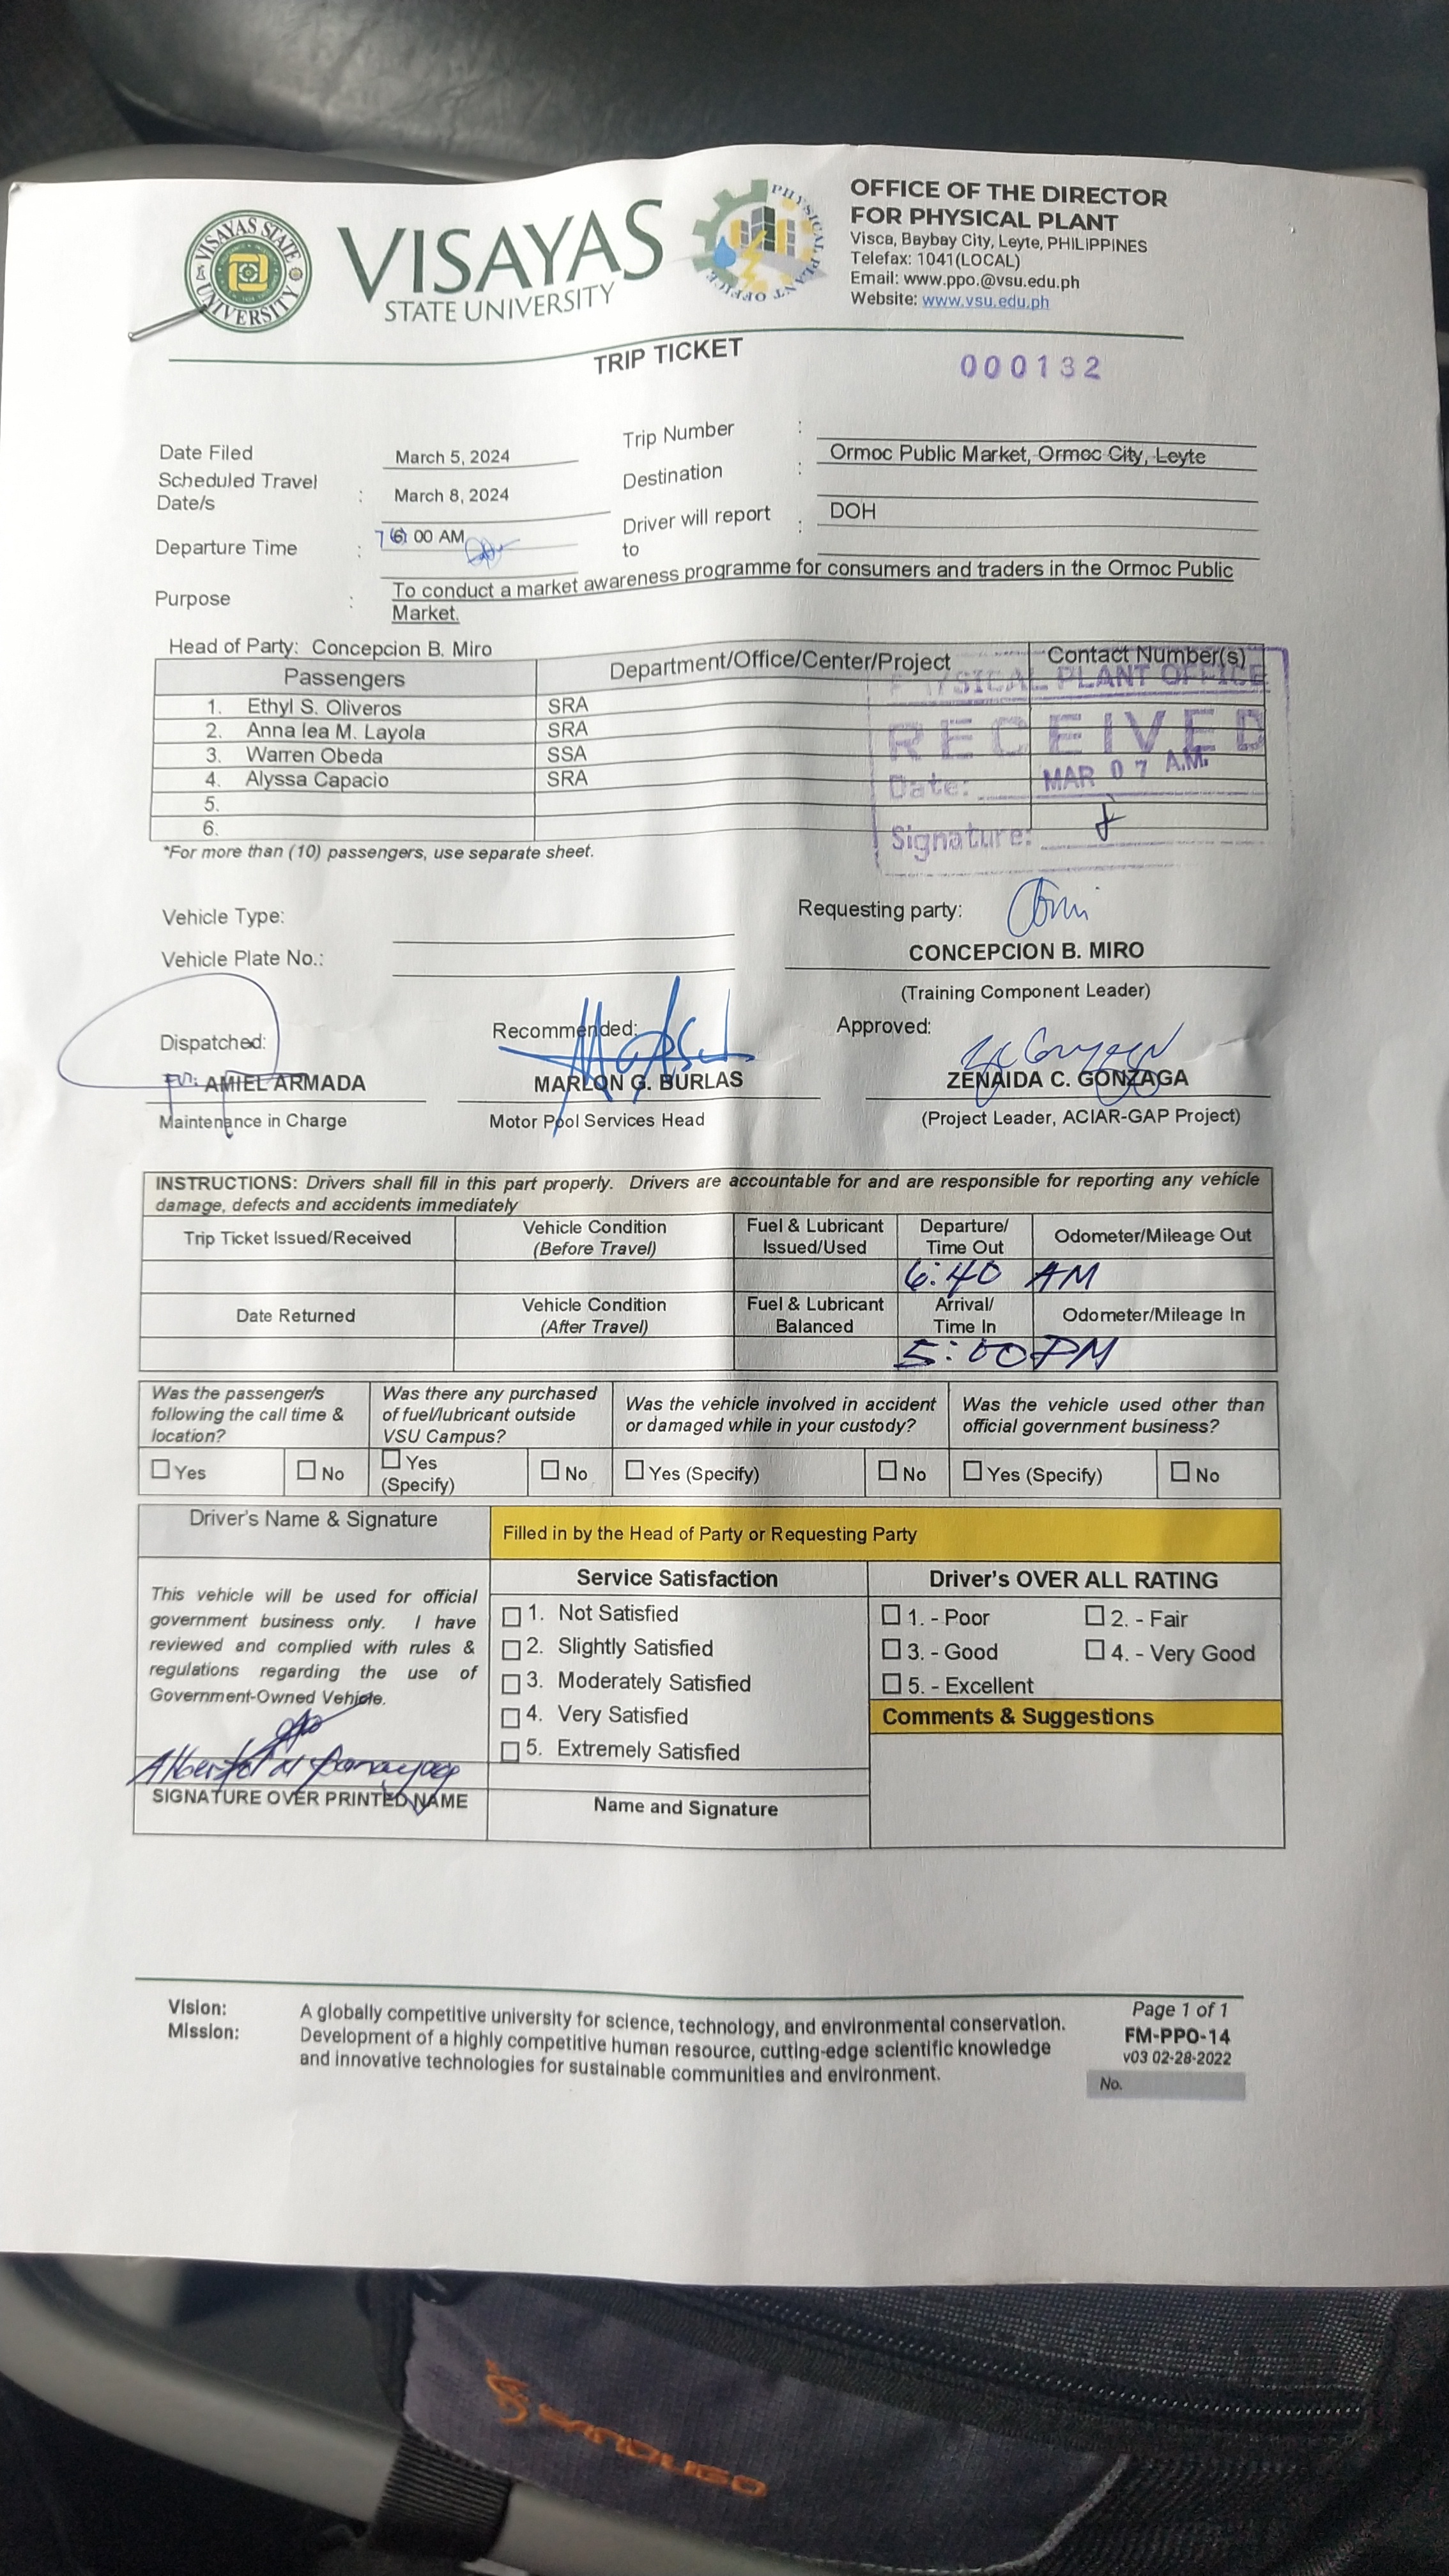 VISAYAS STATE UNIVERSITY
VISAYAS
STATE UNIVERSITY
PHYSICAL PLANT OFFICE
OFFICE OF THE DIRECTOR
FOR PHYSICAL PLANT
Visca, Baybay City, Leyte, PHILIPPINES
Telefax: 1041(LOCAL)
Email: www.ppo.@vsu.edu.ph
Website: www.vsu.edu.ph
TRIP TICKET
000132
Date Filed March 5, 2024
Scheduled Travel Date/s : March 8, 2024
Departure Time : 7 6:00 AM
Trip Number :
Destination : Ormoc Public Market, Ormoc City, Leyte
Driver will report to : DOH
Purpose : To conduct a market awareness programme for consumers and traders in the Ormoc Public
Market.
Head of Party: Concepcion B. Miro
Passengers Department/Office/Center/Project Contact Number(s)
1. Ethyl S. Oliveros SRA
2. Anna lea M. Layola SRA
3. Warren Obeda SSA
4. Alyssa Capacio SRA
5.
6.
PHYSICAL PLANT OFFICE
RECEIVED
Date: MAR 07 A.M.
Signature:
*For more than (10) passengers, use separate sheet.
Vehicle Type:
Vehicle Plate No.:
Requesting party:
CONCEPCION B. MIRO
(Training Component Leader)
Dispatched:
AMIEL ARMADA
Maintenance in Charge
Recommended:
MARLON G. BURLAS
Motor Pool Services Head
Approved:
ZENAIDA C. GONZAGA
(Project Leader, ACIAR-GAP Project)
INSTRUCTIONS: Drivers shall fill in this part properly. Drivers are accountable for and are responsible for reporting any vehicle
damage, defects and accidents immediately
Trip Ticket Issued/Received Vehicle Condition (Before Travel) Fuel & Lubricant Issued/Used Departure/ Time Out Odometer/Mileage Out
6:40 AM
Date Returned Vehicle Condition (After Travel) Fuel & Lubricant Balanced Arrival/ Time In Odometer/Mileage In
5:00 PM
Was the passenger/s following the call time & location?
Yes No
Was there any purchased of fuel/lubricant outside VSU Campus?
Yes (Specify) No
Was the vehicle involved in accident or damaged while in your custody?
Yes (Specify) No
Was the vehicle used other than official government business?
Yes (Specify) No
Driver's Name & Signature
Filled in by the Head of Party or Requesting Party
This vehicle will be used for official
government business only. I have
reviewed and complied with rules &
regulations regarding the use of
Government-Owned Vehicle.
SIGNATURE OVER PRINTED NAME
Service Satisfaction
1. Not Satisfied
2. Slightly Satisfied
3. Moderately Satisfied
4. Very Satisfied
5. Extremely Satisfied
Name and Signature
Driver's OVER ALL RATING
1. - Poor 2. - Fair
3. - Good 4. - Very Good
5. - Excellent
Comments & Suggestions
Vision: A globally competitive university for science, technology, and environmental conservation.
Mission: Development of a highly competitive human resource, cutting-edge scientific knowledge
and innovative technologies for sustainable communities and environment.
Page 1 of 1
FM-PPO-14
v03 02-28-2022
No.
SANDUGO